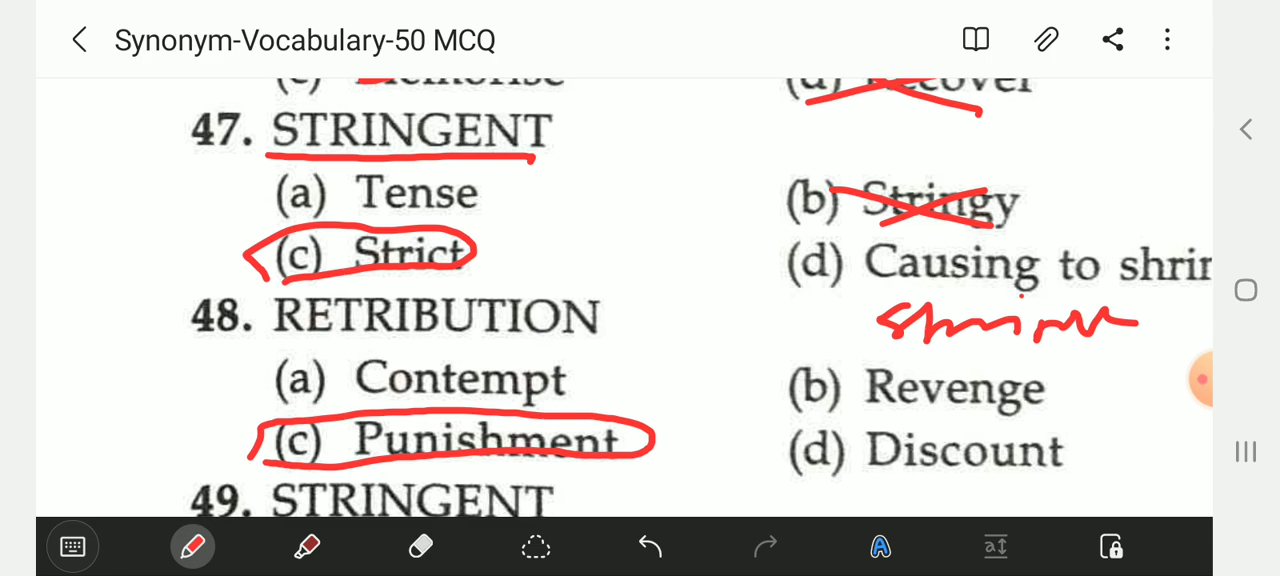 Synonym-Vocabulary-50 MCQ
47. STRINGENT
(a) Tense (b) Stringy
(c) Strict (d) Causing to shrin
48. RETRIBUTION
(a) Contempt (b) Revenge
(c) Punishment (d) Discount
49. STRINGENT